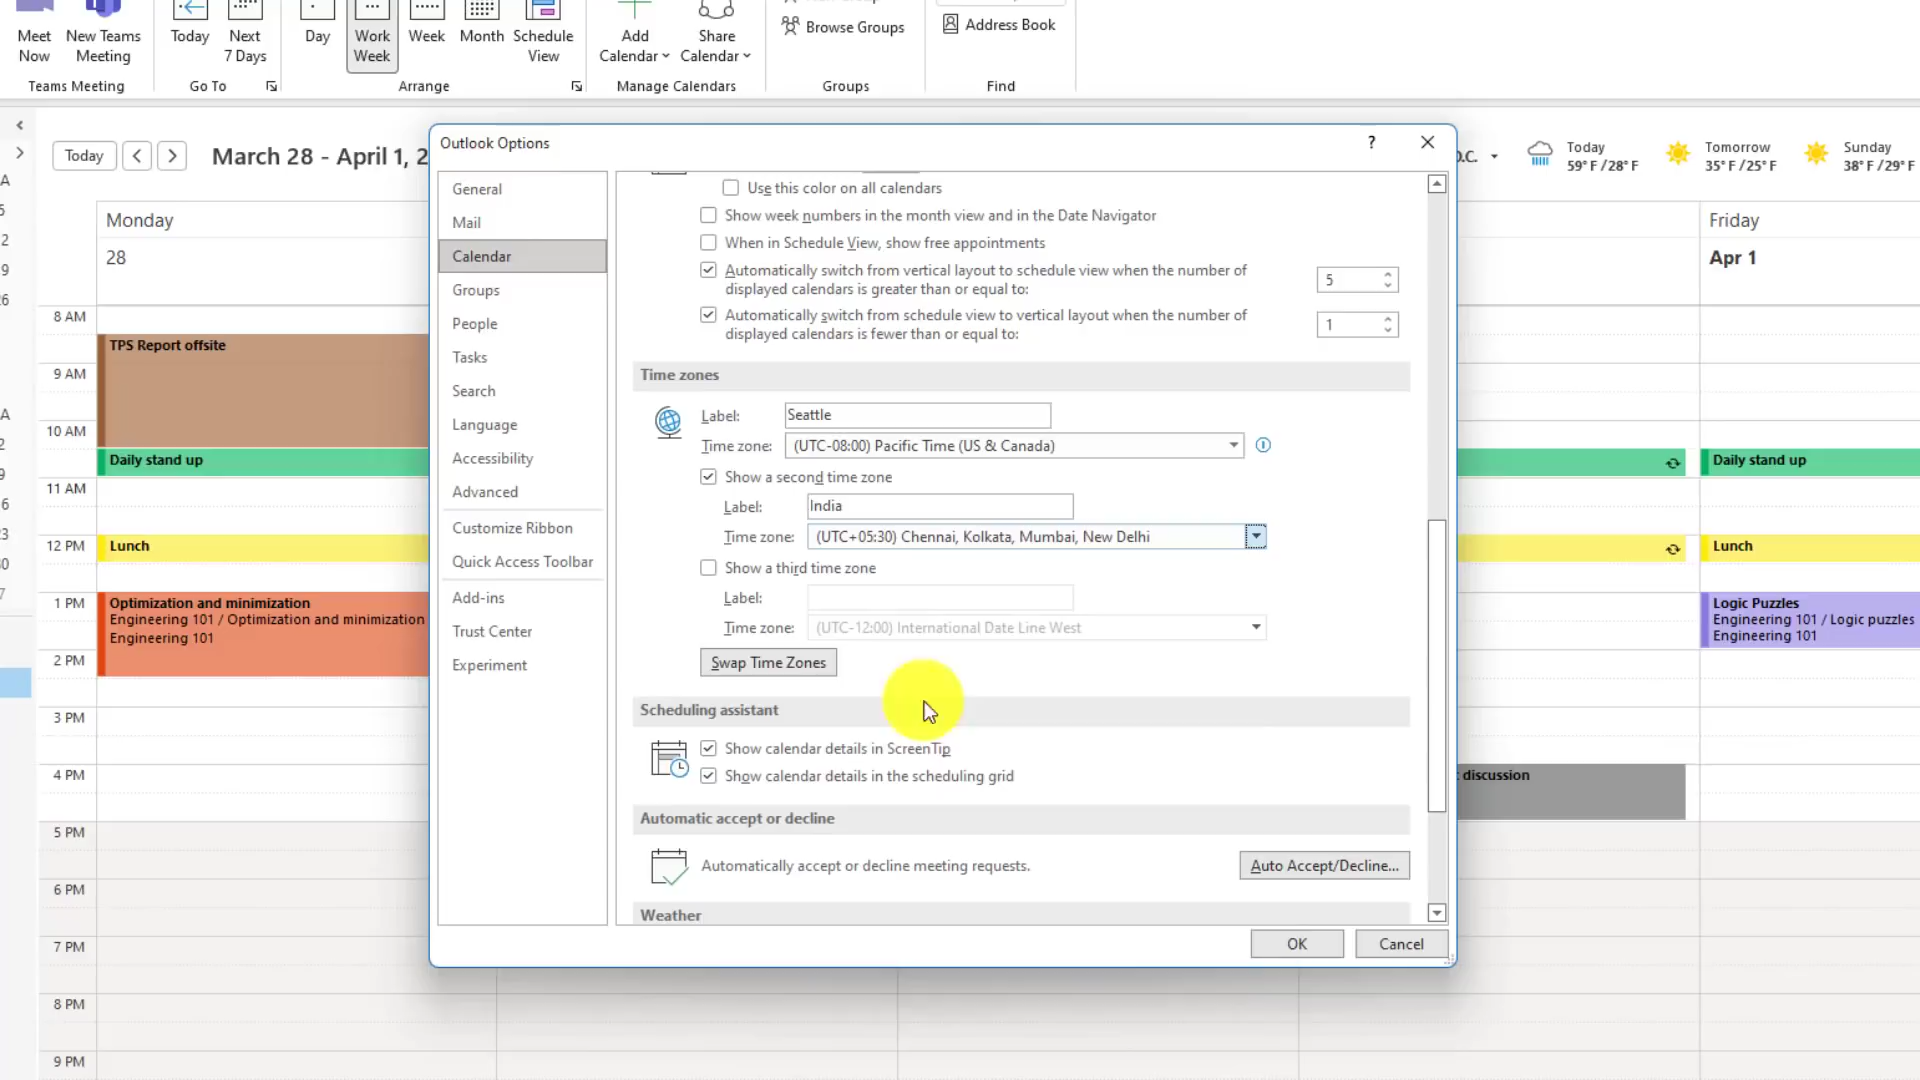 Meet Now
New Teams Meeting
Teams Meeting
Today
Next 7 Days
Go To
Day
Work Week
Week
Month
Schedule View
Arrange
Add Calendar
Share Calendar
Manage Calendars
Browse Groups
Groups
Address Book
Find
Today
March 28 - April 1, 2
D.C.
Today
59°F/28°F
Tomorrow
35°F/25°F
Sunday
38°F/29°F
Monday
28
Friday
Apr 1
8 AM
9 AM
10 AM
11 AM
12 PM
1 PM
2 PM
3 PM
4 PM
5 PM
6 PM
7 PM
8 PM
9 PM
TPS Report offsite
Daily stand up
Lunch
Optimization and minimization
Engineering 101 / Optimization and minimization
Engineering 101
discussion
Daily stand up
Lunch
Logic Puzzles
Engineering 101 / Logic puzzles
Engineering 101
Outlook Options
?
General
Mail
Calendar
Groups
People
Tasks
Search
Language
Accessibility
Advanced
Customize Ribbon
Quick Access Toolbar
Add-ins
Trust Center
Experiment
Use this color on all calendars
Show week numbers in the month view and in the Date Navigator
When in Schedule View, show free appointments
Automatically switch from vertical layout to schedule view when the number of
displayed calendars is greater than or equal to:
5
Automatically switch from schedule view to vertical layout when the number of
displayed calendars is fewer than or equal to:
1
Time zones
Label: Seattle
Time zone: (UTC-08:00) Pacific Time (US & Canada)
Show a second time zone
Label: India
Time zone: (UTC+05:30) Chennai, Kolkata, Mumbai, New Delhi
Show a third time zone
Label:
Time zone: (UTC-12:00) International Date Line West
Swap Time Zones
Scheduling assistant
Show calendar details in ScreenTip
Show calendar details in the scheduling grid
Automatic accept or decline
Automatically accept or decline meeting requests.
Auto Accept/Decline...
Weather
OK
Cancel